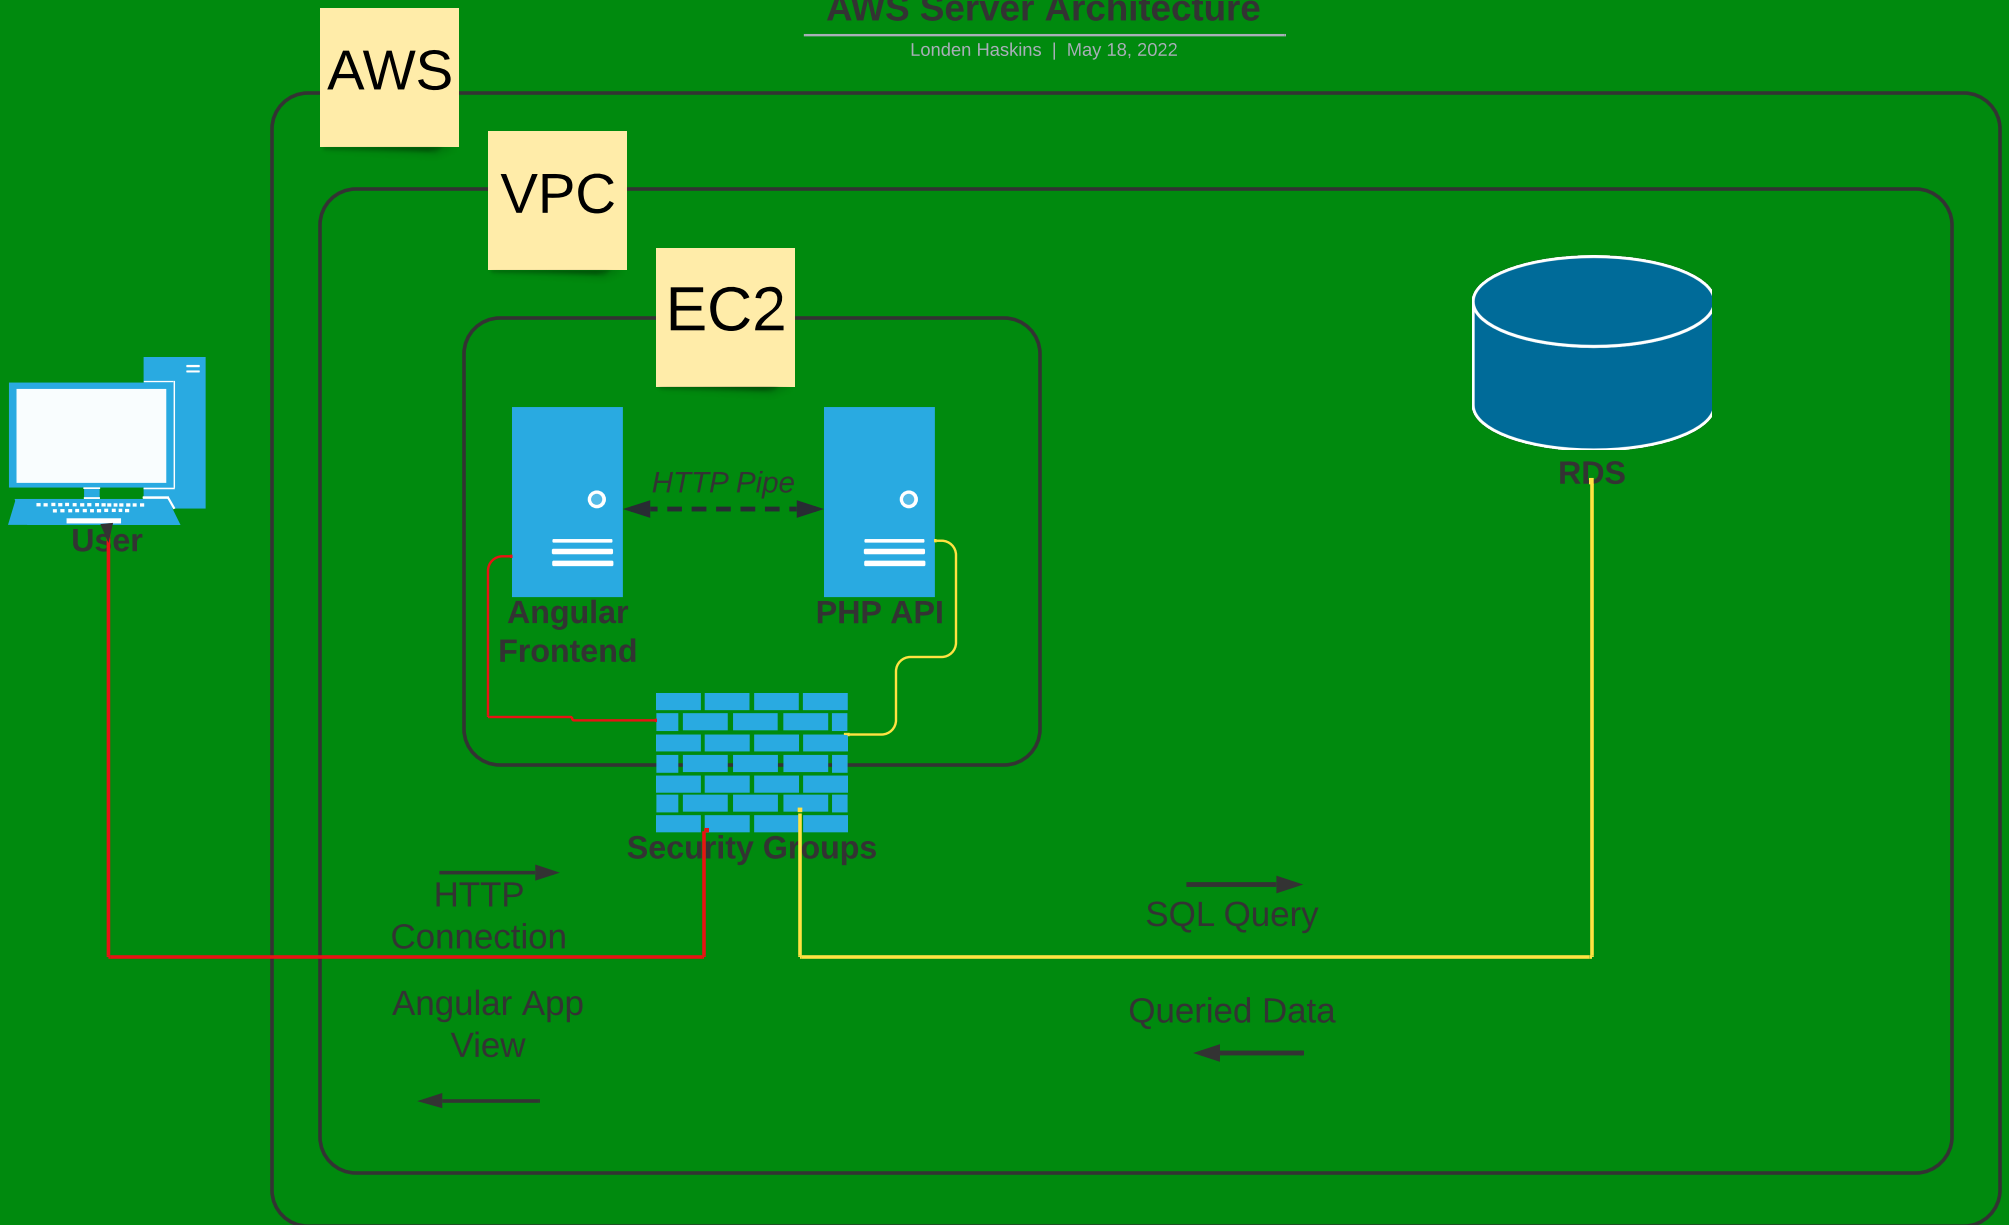 AWS Server Architecture
Londen Haskins | May 18, 2022
AWS
VPC
EC2
HTTP Pipe
RDS
User
Angular
Frontend
PHP API
Security Groups
HTTP
Connection
SQL Query
Angular App
View
Queried Data